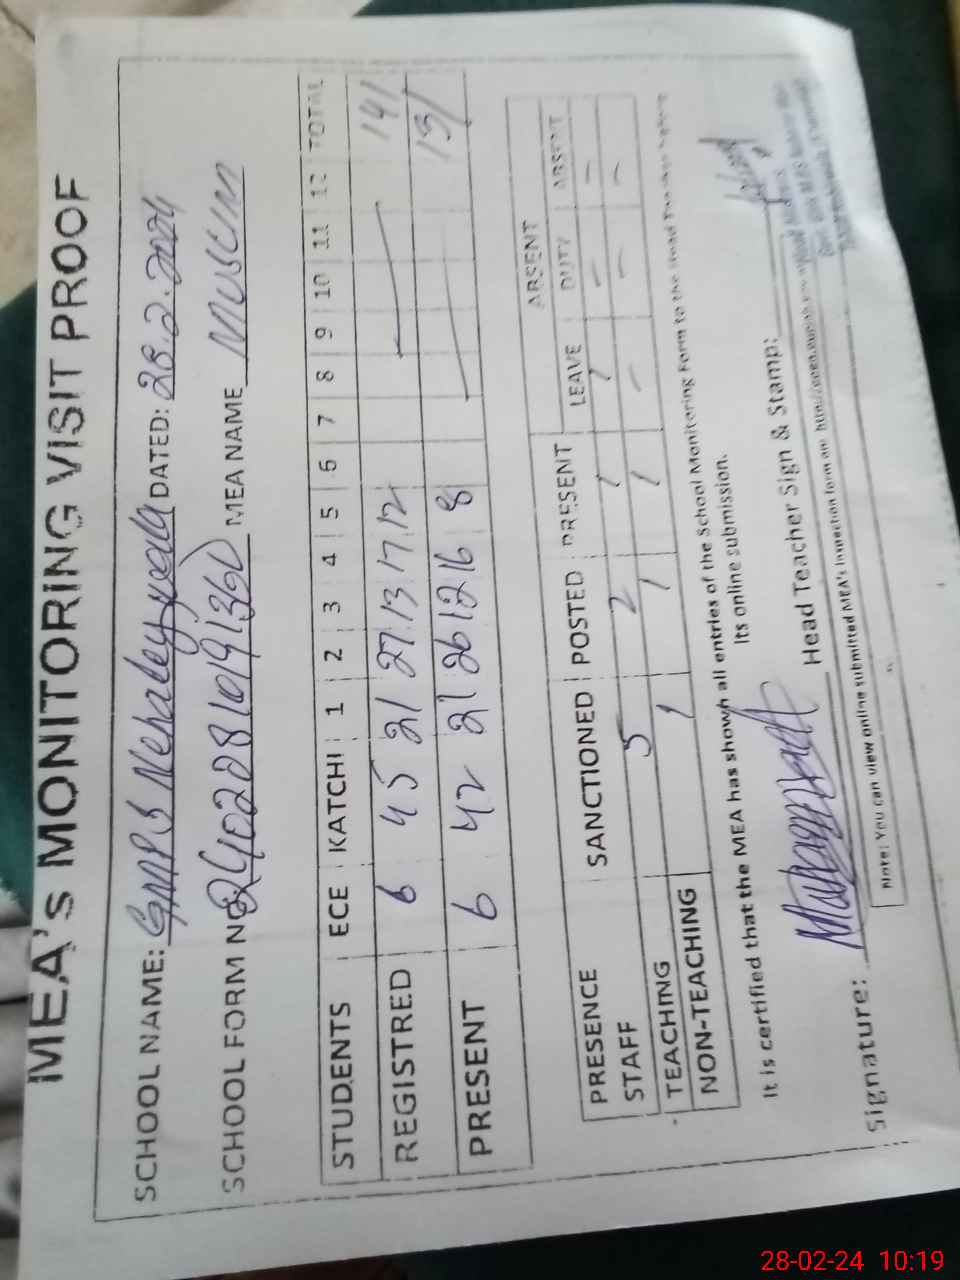 MEA's MONITORING VISIT PROOF
SCHOOL NAME: GMPS DATED: 28.2.2024
SCHOOL FORM NO MEA NAME
STUDENTS ECE KATCHI 1 2 3 4 5 6 7 8 9 10 11 12 TOTAL
REGISTRED 6 45 21 27 13 17 12 141
PRESENT 6 42 21 26 12 16 8 131
PRESENCE SANCTIONED POSTED PRESENT ABSENT
STAFF LEAVE DUTY ABSENT
TEACHING 5 2 1 1 - -
NON-TEACHING 1 1 1 - - -
It is certified that the MEA has shown all entries of the School Monitoring Form to the Head Teacher before
its online submission.
Signature: Head Teacher Sign & Stamp:
Note: You can view online submitted MEA's inspection form on:
28-02-24 10:19